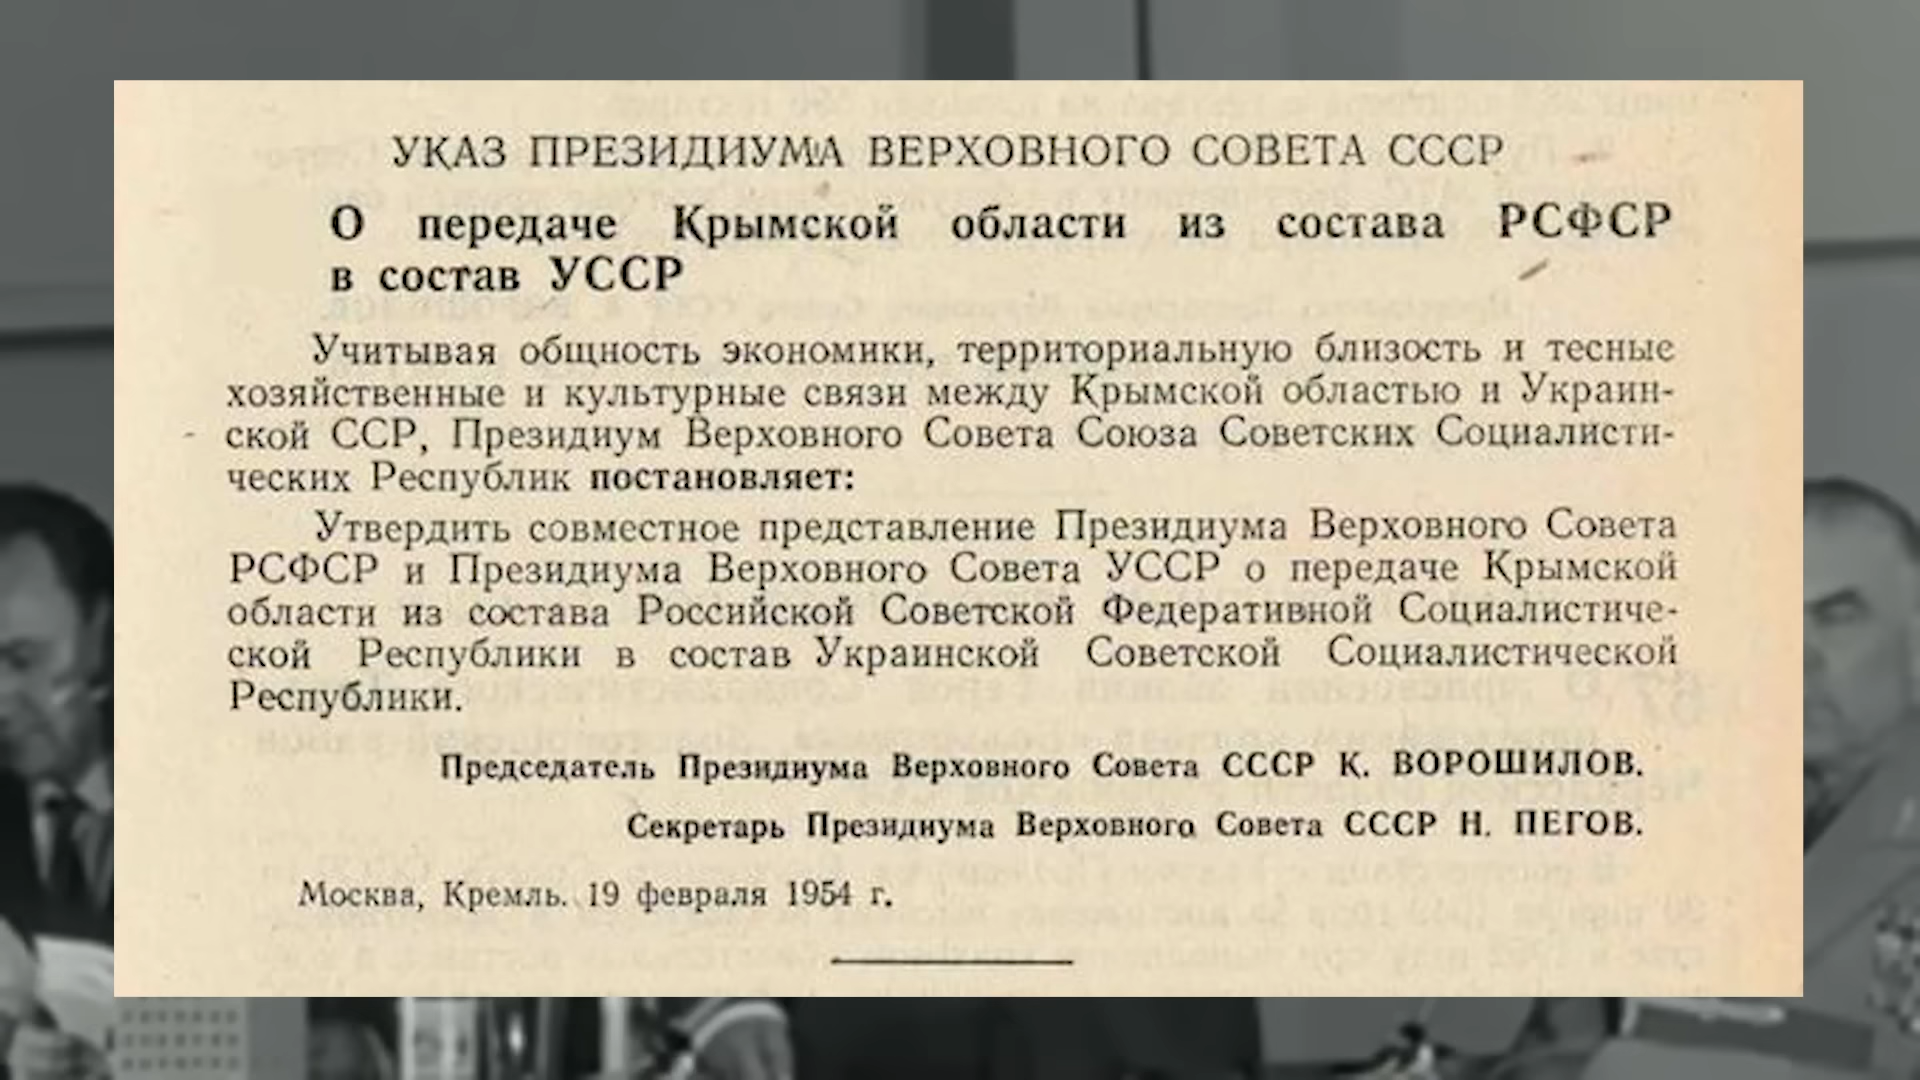 УКАЗ ПРЕЗИДИУМА ВЕРХОВНОГО СОВЕТА СССР
О передаче Крымской области из состава РСФСР
в состав УССР
Учитывая общность экономики, территориальную близость и тесные
хозяйственные и культурные связи между Крымской областью и Украин-
ской ССР, Президиум Верховного Совета Союза Советских Социалисти-
ческих Республик постановляет:
Утвердить совместное представление Президиума Верховного Совета
РСФСР и Президиума Верховного Совета УССР о передаче Крымской
области из состава Российской Советской Федеративной Социалистиче-
ской Республики в состав Украинской Советской Социалистической
Республики.
Председатель Президиума Верховного Совета СССР К. ВОРОШИЛОВ.
Секретарь Президиума Верховного Совета СССР Н. ПЕГОВ.
Москва, Кремль. 19 февраля 1954 г.